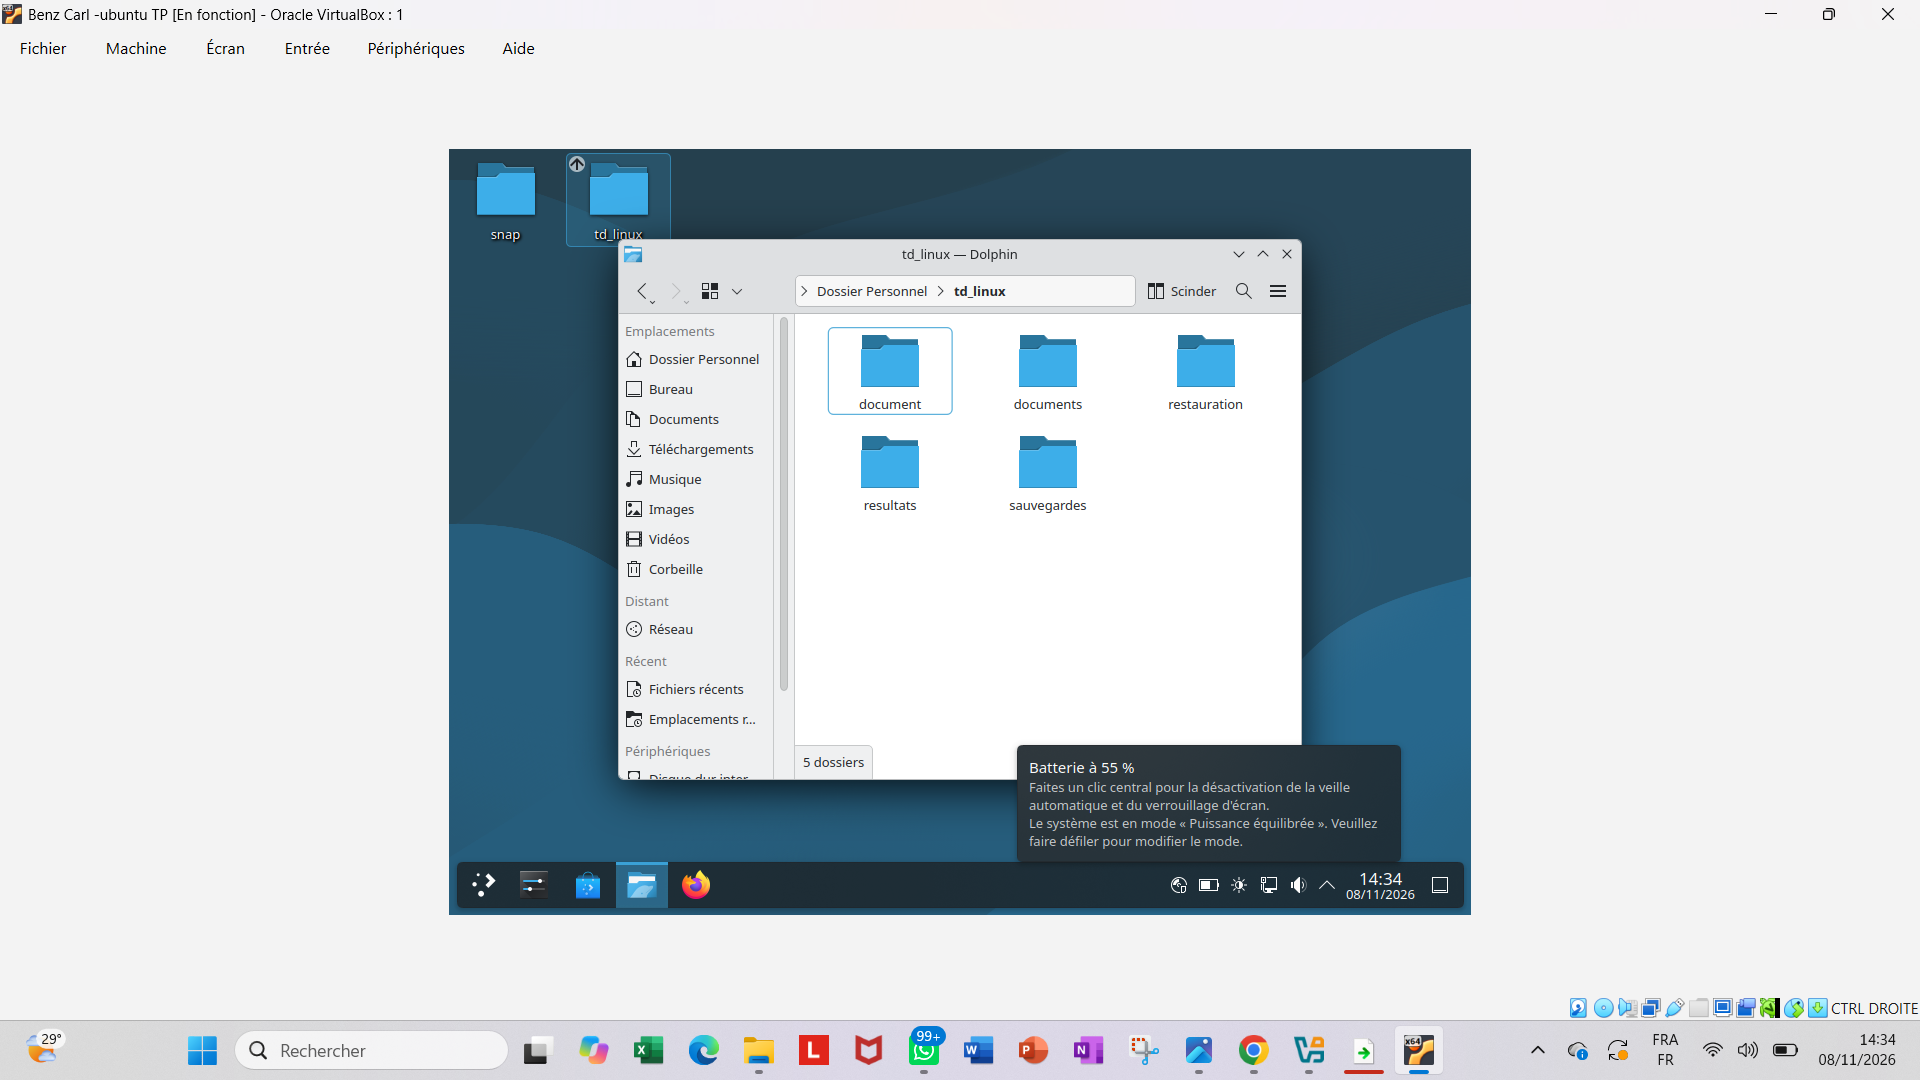 Benz Carl -ubuntu TP [En fonction] - Oracle VirtualBox : 1
Fichier Machine Écran Entrée Périphériques Aide
snap
td_linux
td_linux — Dolphin
Dossier Personnel
td_linux
Scinder
Emplacements
Dossier Personnel
Bureau
Documents
Téléchargements
Musique
Images
Vidéos
Corbeille
Distant
Réseau
Récent
Fichiers récents
Emplacements r...
Périphériques
Disque dur inter
document
documents
restauration
resultats
sauvegardes
5 dossiers
Batterie à 55 %
Faites un clic central pour la désactivation de la veille
automatique et du verrouillage d'écran.
Le système est en mode « Puissance équilibrée ». Veuillez
faire défiler pour modifier le mode.
14:34
08/11/2026
CTRL DROITE
29°
Rechercher
99+
FRA
FR
14:34
08/11/2026